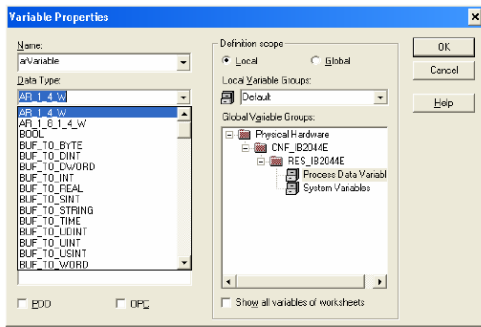 Variable Properties
Name:
arVariable
Data Type:
AR_1_4_W
AR_1_4_W
AR_1_8_1_4_W
BOOL
BUF_TO_BYTE
BUF_TO_DINT
BUF_TO_DWORD
BUF_TO_INT
BUF_TO_REAL
BUF_TO_SINT
BUF_TO_STRING
BUF_TO_TIME
BUF_TO_UDINT
BUF_TO_UINT
BUF_TO_USINT
BUF_TO_WORD
PDD
OPC
Definition scope
Local
Global
Local Variable Groups:
Default
Global Variable Groups:
Physical Hardware
CNF_IB2044E
RES_IB2044E
Process Data Variabl
System Variables
Show all variables of worksheets
OK
Cancel
Help